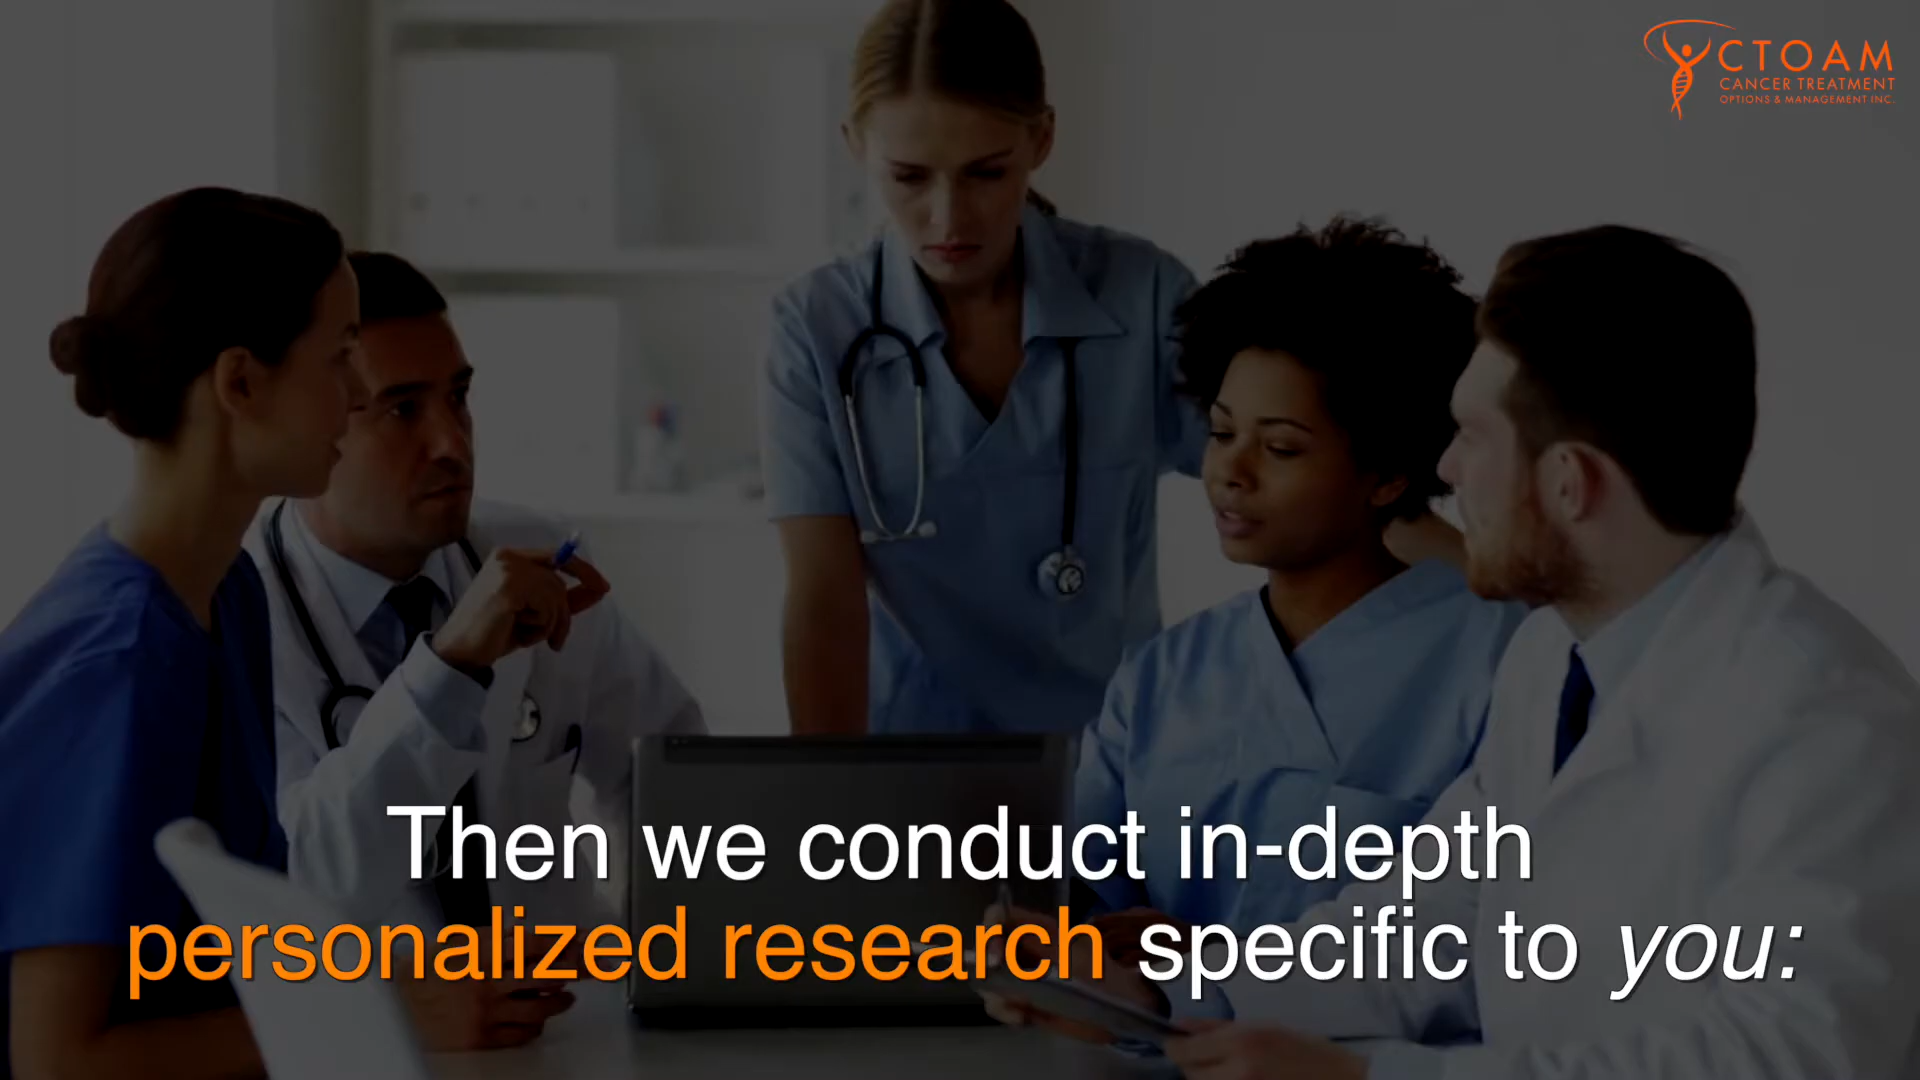 CTOAM
CANCER TREATMENT
OPTIONS & MANAGEMENT INC.
Then we conduct in-depth
personalized research specific to you: